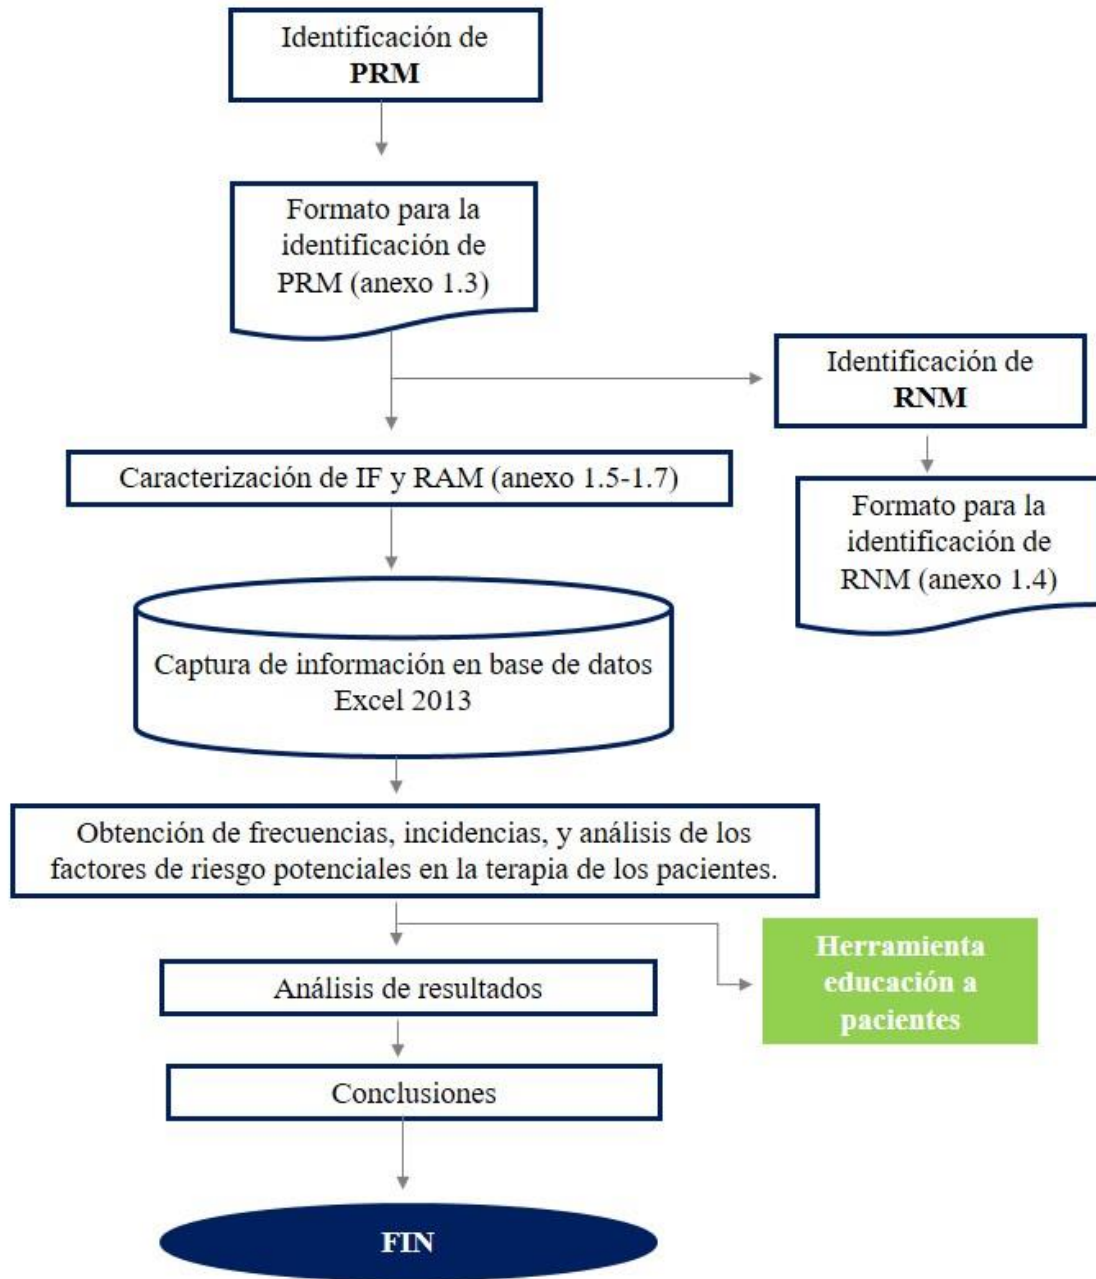 Identificación de
PRM
Formato para la
identificación de
PRM (anexo 1.3)
Identificación de
RNM
Caracterización de IF y RAM (anexo 1.5-1.7)
Formato para la
identificación de
RNM (anexo 1.4)
Captura de información en base de datos
Excel 2013
Obtención de frecuencias, incidencias, y análisis de los
factores de riesgo potenciales en la terapia de los pacientes.
Herramienta
educación a
pacientes
Análisis de resultados
Conclusiones
FIN